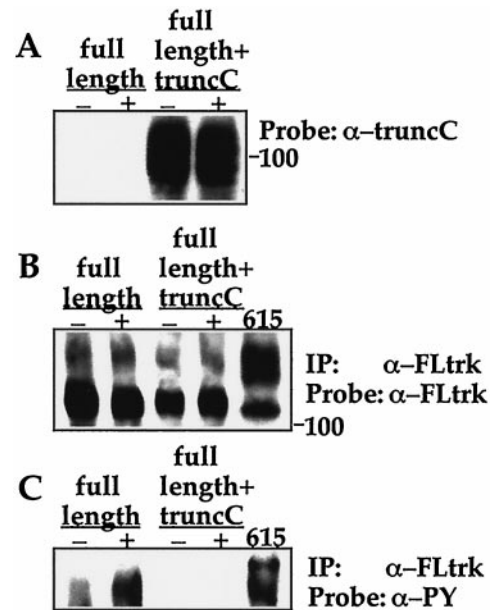 A
full
length
full
length+
truncC
– + – +
Probe: α–truncC
-100
B
full
length
full
length+
truncC
– + – + 615
IP: α–FLtrk
Probe: α–FLtrk
-100
C
full
length
full
length+
truncC
– + – + 615
IP: α–FLtrk
Probe: α–PY